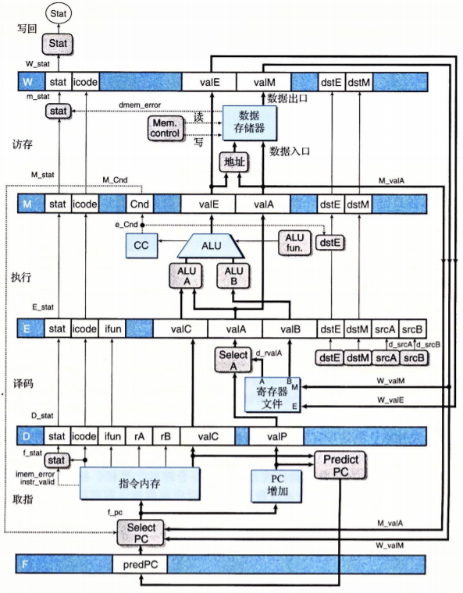 Stat
写回
Stat
W_stat
W stat icode valE valM dstE dstM
m_stat
数据出口
stat
dmem_error
Mem. control
读
写
数据 存储器
访存
地址
数据入口
M_stat
M_Cnd
M_valA
M stat icode Cnd valE valA dstE dstM
e_Cnd
CC
ALU
ALU fun.
dstE
执行
ALU A
ALU B
E_stat
E stat icode ifun valC valA valB dstE dstM srcA srcB
d_srcA d_srcB
Select A
d_rvalA
dstE dstM srcA srcB
A B M
寄存器 文件
E
W_valM
W_valE
译码
D_stat
D stat icode ifun rA rB valC valP
f_stat
stat
imem_error
instr_valid
指令内存
PC 增加
Predict PC
取指
f_pc
Select PC
M_valA
W_valM
F predPC